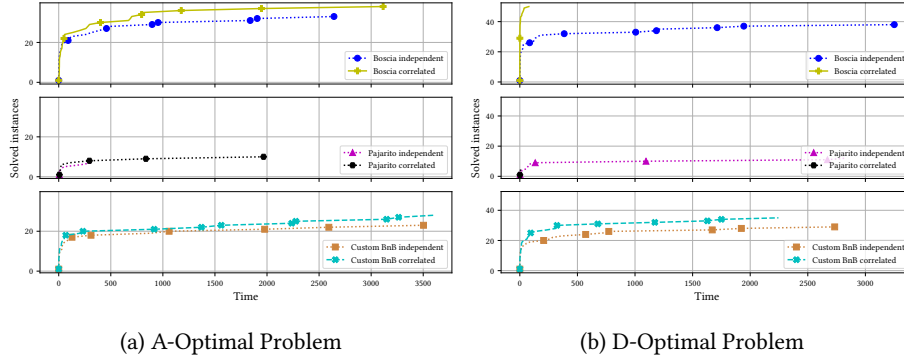 20
0
Boscia independent
Boscia correlated
20
0
Pajarito independent
Pajarito correlated
20
0
Custom BnB independent
Custom BnB correlated
0 500 1000 1500 2000 2500 3000 3500
Time
Solved instances
(a) A-Optimal Problem
40
20
0
Boscia independent
Boscia correlated
40
20
0
Pajarito independent
Pajarito correlated
40
20
0
Custom BnB independent
Custom BnB correlated
0 500 1000 1500 2000 2500 3000
Time
Solved instances
(b) D-Optimal Problem